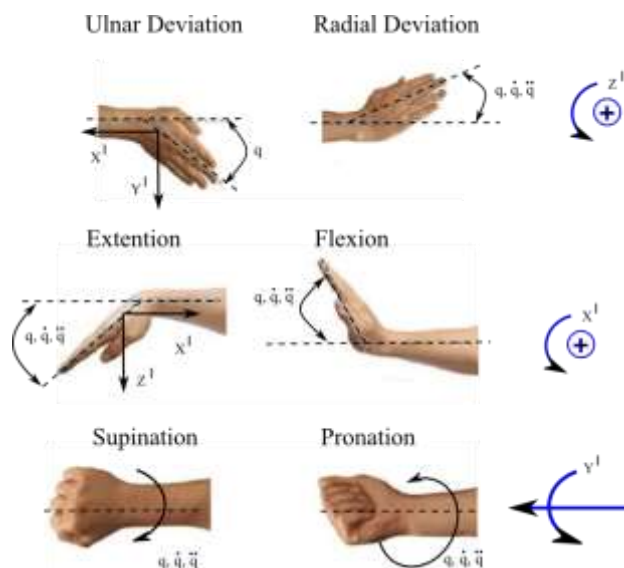 Ulnar Deviation
Radial Deviation
q, q̇, q̈
Z^I
X^I
q
Y^I
Extention
Flexion
q, q̇, q̈
q, q̇, q̈
X^I
X^I
Z^I
Supination
Pronation
Y^I
q, q̇, q̈
q, q̇, q̈